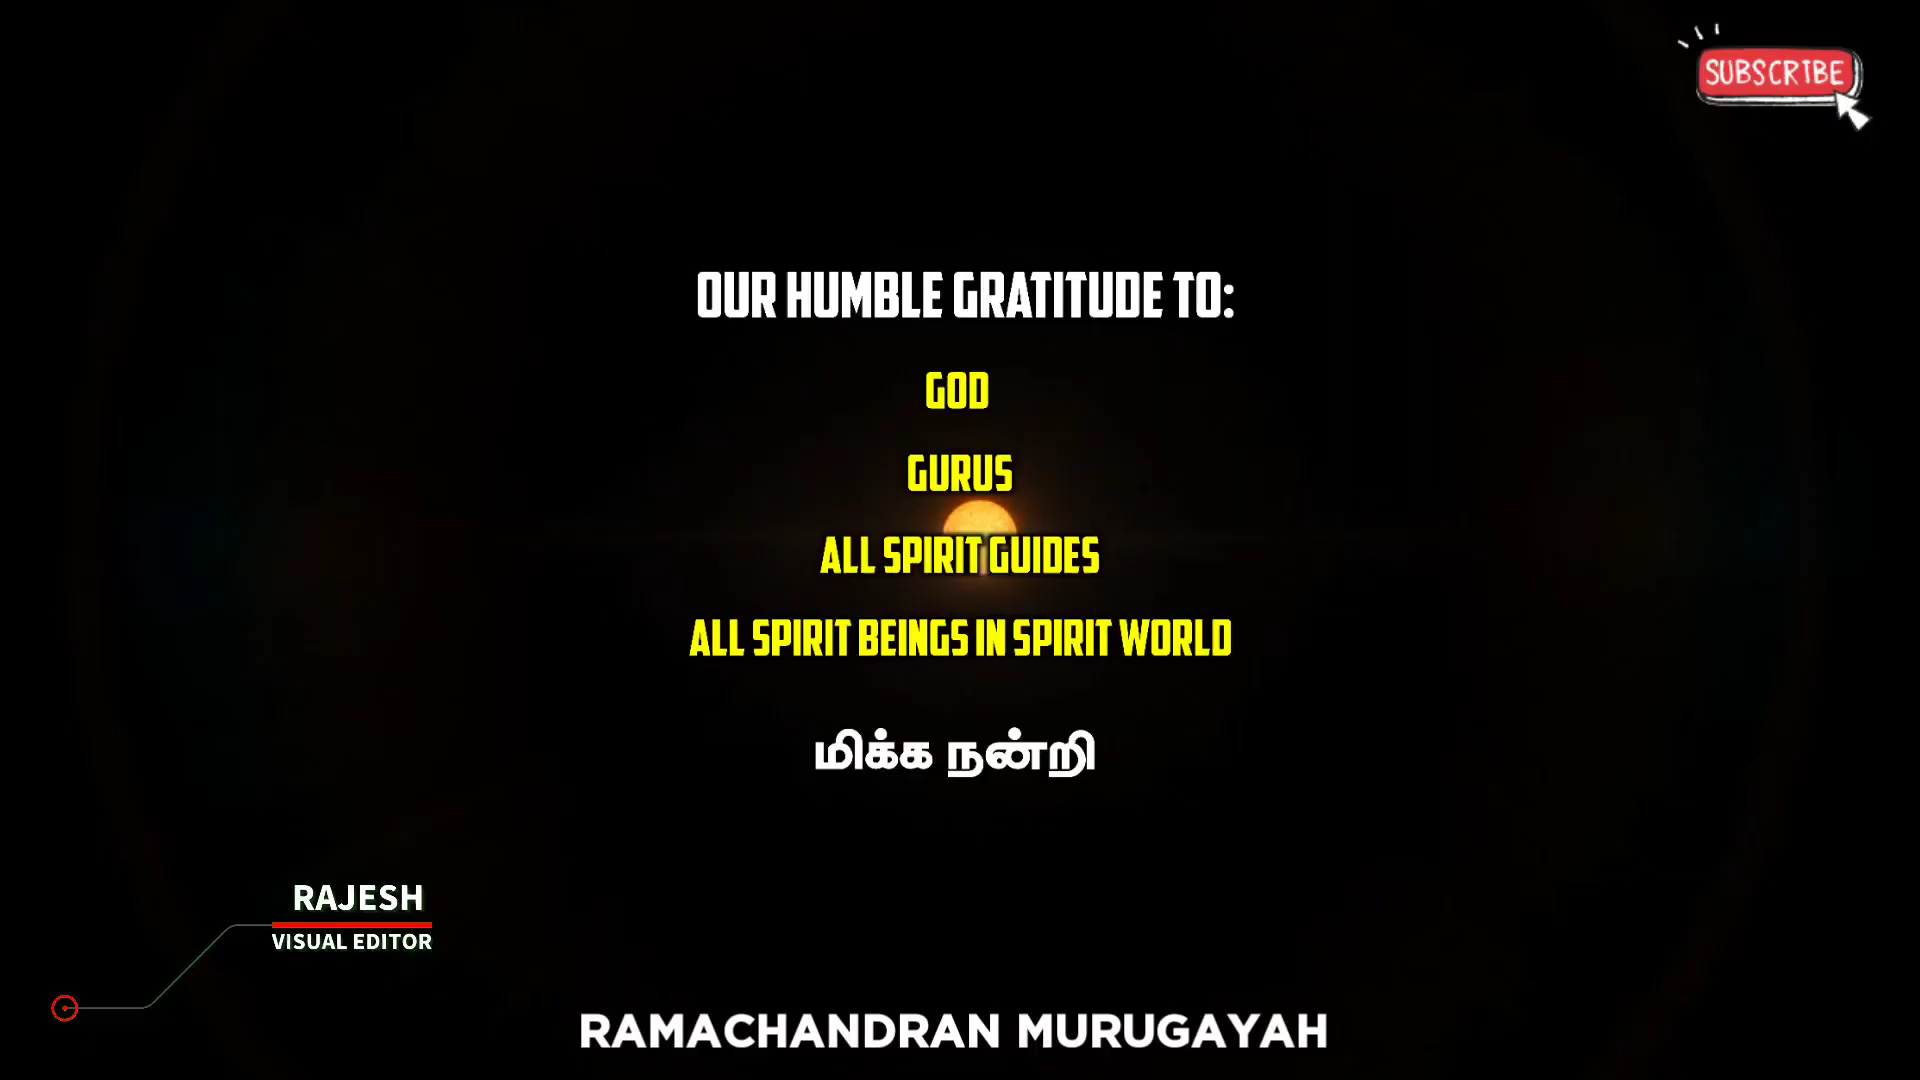 SUBSCRIBE
OUR HUMBLE GRATITUDE TO:
GOD
GURUS
ALL SPIRIT GUIDES
ALL SPIRIT BEINGS IN SPIRIT WORLD
மிக்க நன்றி
RAJESH
VISUAL EDITOR
RAMACHANDRAN MURUGAYAH